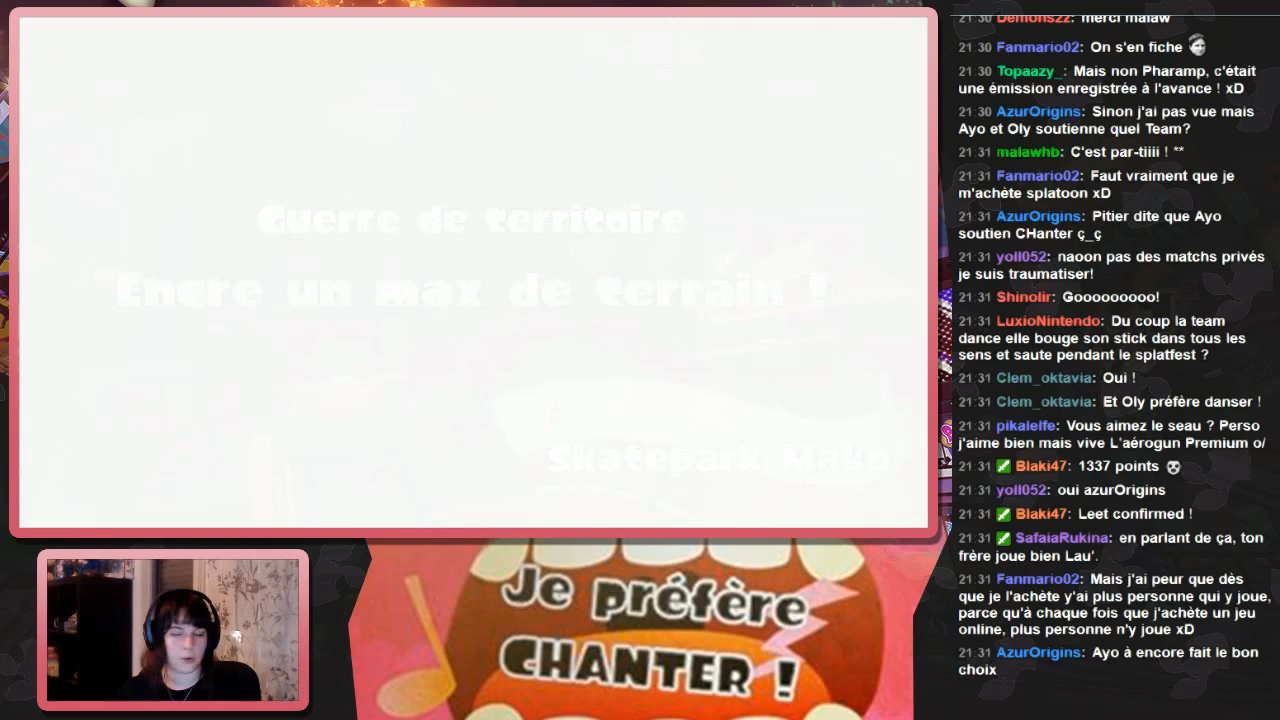 Guerre de territoire
Encre un max de terrain !
Skatepark Mako
Je préfère
CHANTER !
21:30 Demons2z: merci malaw
21:30 Fanmario02: On s'en fiche
21:30 Topaazy_: Mais non Pharamp, c'était
une émission enregistrée à l'avance ! xD
21:30 AzurOrigins: Sinon j'ai pas vue mais
Ayo et Oly soutienne quel Team?
21:31 malawhb: C'est par-tiiii ! **
21:31 Fanmario02: Faut vraiment que je
m'achète splatoon xD
21:31 AzurOrigins: Pitier dite que Ayo
soutien CHanter ç_ç
21:31 yoll052: naoon pas des matchs privés
je suis traumatiser!
21:31 Shinolir: Gooooooooo!
21:31 LuxioNintendo: Du coup la team
dance elle bouge son stick dans tous les
sens et saute pendant le splatfest ?
21:31 Clem_oktavia: Oui !
21:31 Clem_oktavia: Et Oly préfère danser !
21:31 pikalelfe: Vous aimez le seau ? Perso
j'aime bien mais vive L'aérogun Premium o/
21:31 Blaki47: 1337 points
21:31 yoll052: oui azurOrigins
21:31 Blaki47: Leet confirmed !
21:31 SafaiaRukina: en parlant de ça, ton
frère joue bien Lau'.
21:31 Fanmario02: Mais j'ai peur que dès
que je l'achète y'ai plus personne qui y joue,
parce qu'à chaque fois que j'achète un jeu
online, plus personne n'y joue xD
21:31 AzurOrigins: Ayo à encore fait le bon
choix